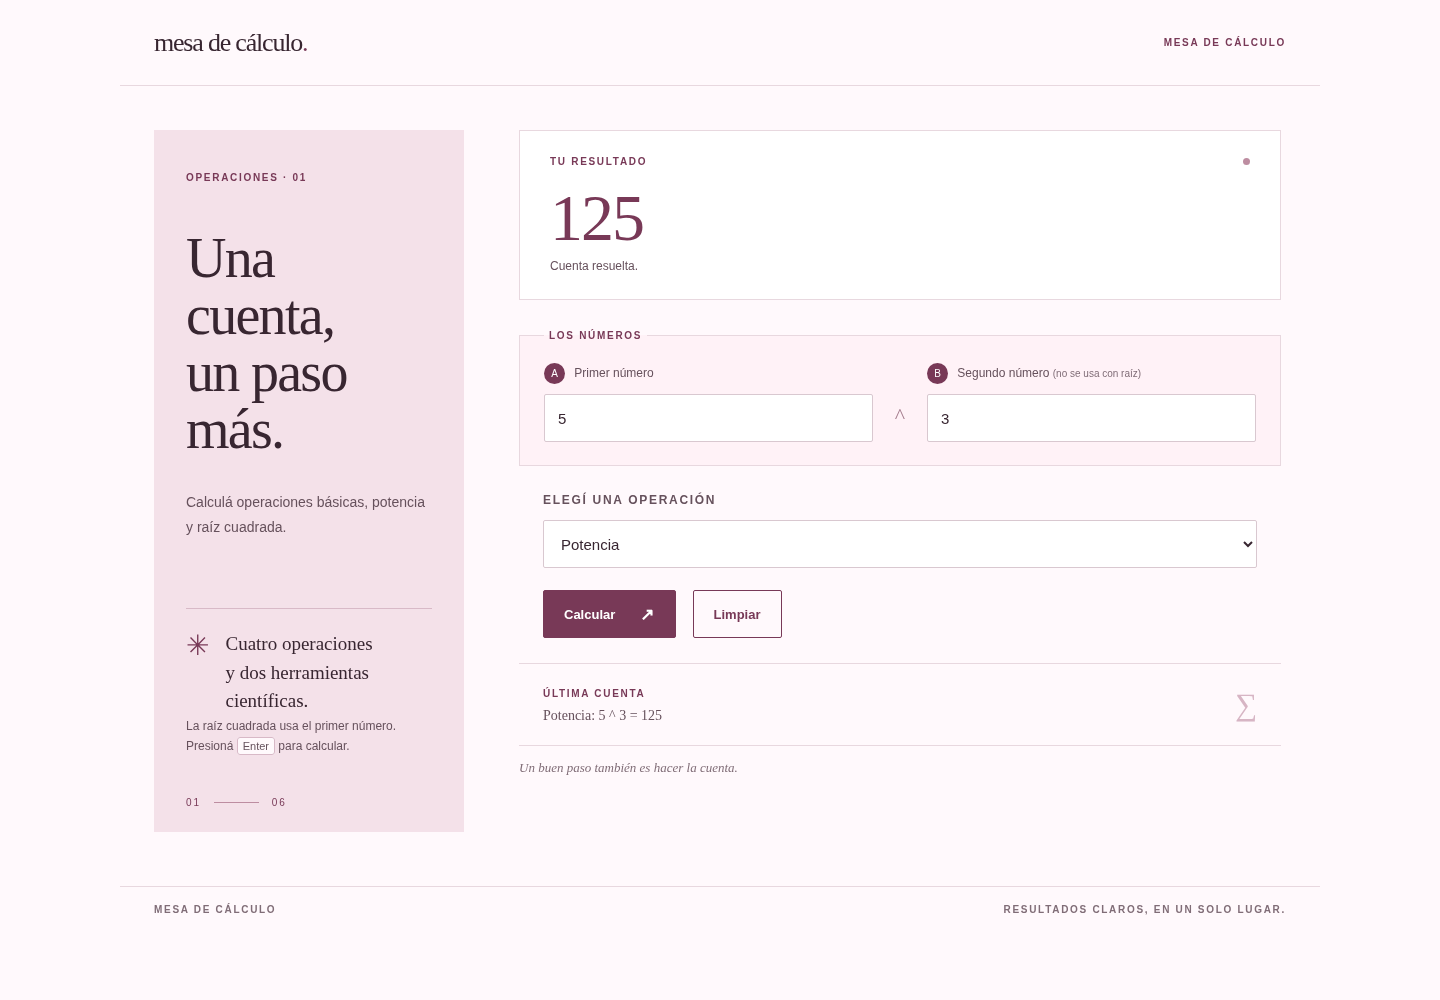 mesa de cálculo.
MESA DE CÁLCULO
OPERACIONES · 01
Una
cuenta,
un paso
más.
Calculá operaciones básicas, potencia
y raíz cuadrada.
✳ Cuatro operaciones
y dos herramientas
científicas.
La raíz cuadrada usa el primer número.
Presioná Enter para calcular.
01 06
TU RESULTADO
125
Cuenta resuelta.
LOS NÚMEROS
A Primer número
5
^
B Segundo número (no se usa con raíz)
3
ELEGÍ UNA OPERACIÓN
Potencia
Calcular ↗
Limpiar
ÚLTIMA CUENTA
Potencia: 5 ^ 3 = 125
∑
Un buen paso también es hacer la cuenta.
MESA DE CÁLCULO
RESULTADOS CLAROS, EN UN SOLO LUGAR.